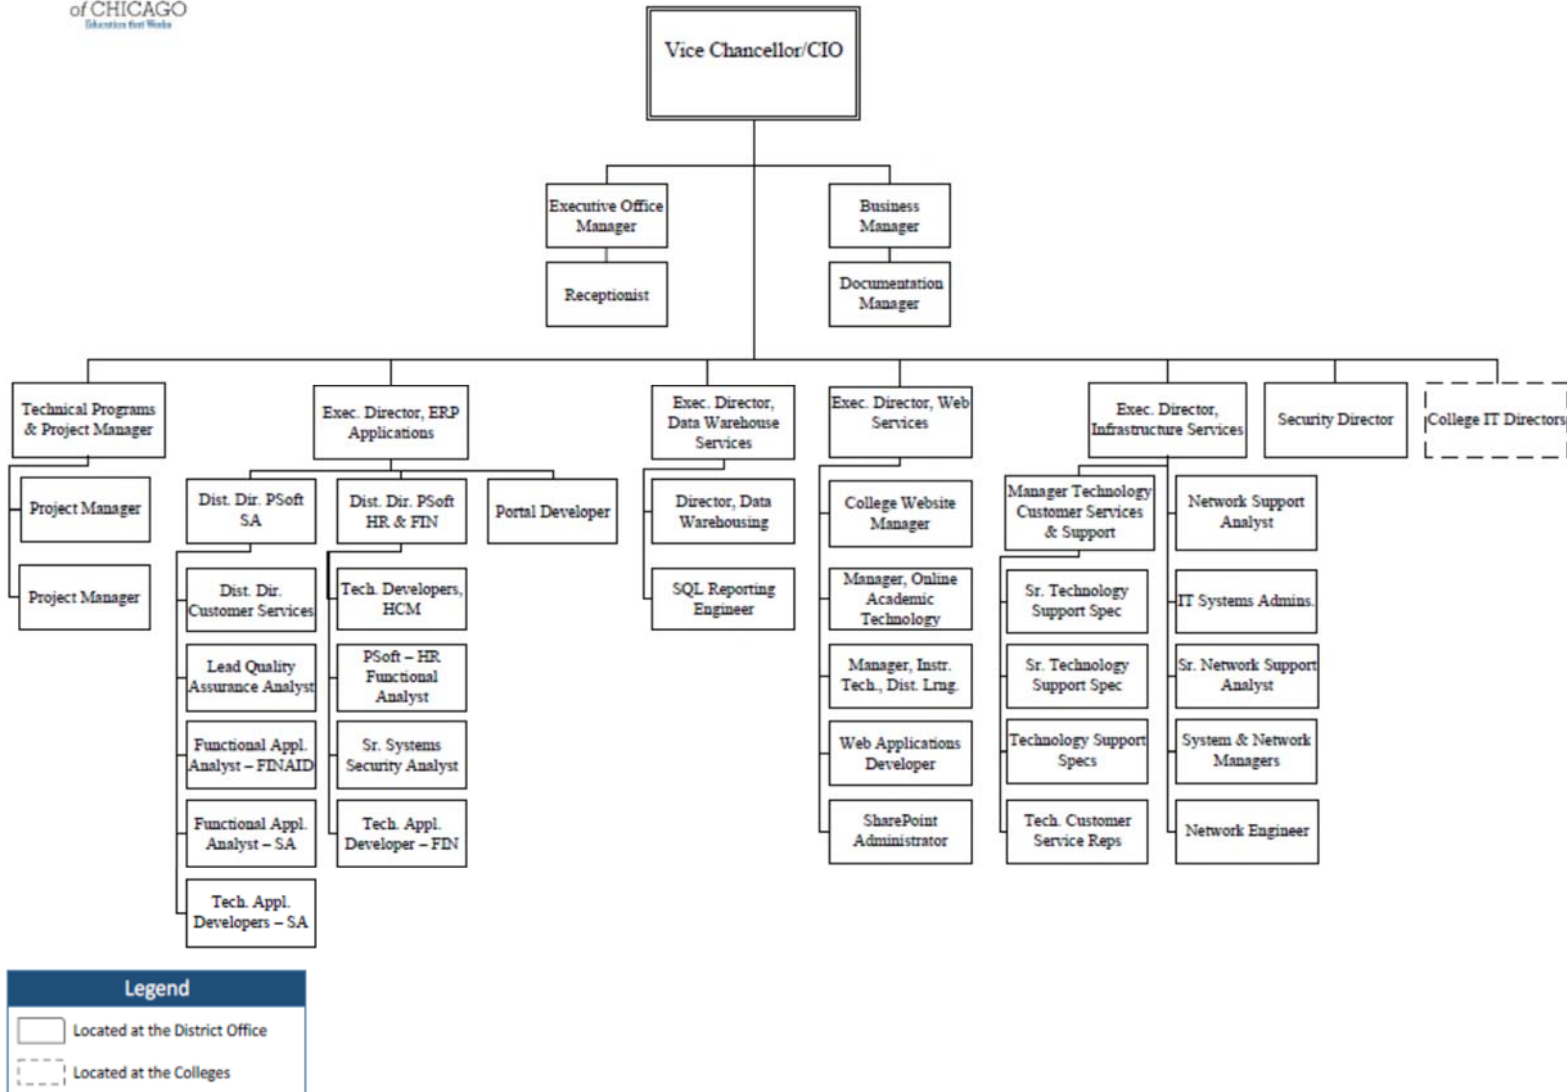 of CHICAGO
Education that Works
Vice Chancellor/CIO
Executive Office
Manager
Business
Manager
Receptionist
Documentation
Manager
Technical Programs
& Project Manager
Exec. Director, ERP
Applications
Exec. Director,
Data Warehouse
Services
Exec. Director, Web
Services
Exec. Director,
Infrastructure Services
Security Director
College IT Directors
Project Manager
Project Manager
Dist. Dir. PSoft
SA
Dist. Dir. PSoft
HR & FIN
Portal Developer
Dist. Dir.
Customer Services
Lead Quality
Assurance Analyst
Functional Appl.
Analyst – FINAID
Functional Appl.
Analyst – SA
Tech. Appl.
Developers – SA
Tech. Developers,
HCM
PSoft – HR
Functional
Analyst
Sr. Systems
Security Analyst
Tech. Appl.
Developer – FIN
Director, Data
Warehousing
SQL Reporting
Engineer
College Website
Manager
Manager, Online
Academic
Technology
Manager, Instr.
Tech., Dist. Lrng.
Web Applications
Developer
SharePoint
Administrator
Manager Technology
Customer Services
& Support
Sr. Technology
Support Spec
Sr. Technology
Support Spec
Technology Support
Specs
Tech. Customer
Service Reps
Network Support
Analyst
IT Systems Admins.
Sr. Network Support
Analyst
System & Network
Managers
Network Engineer
Legend
Located at the District Office
Located at the Colleges